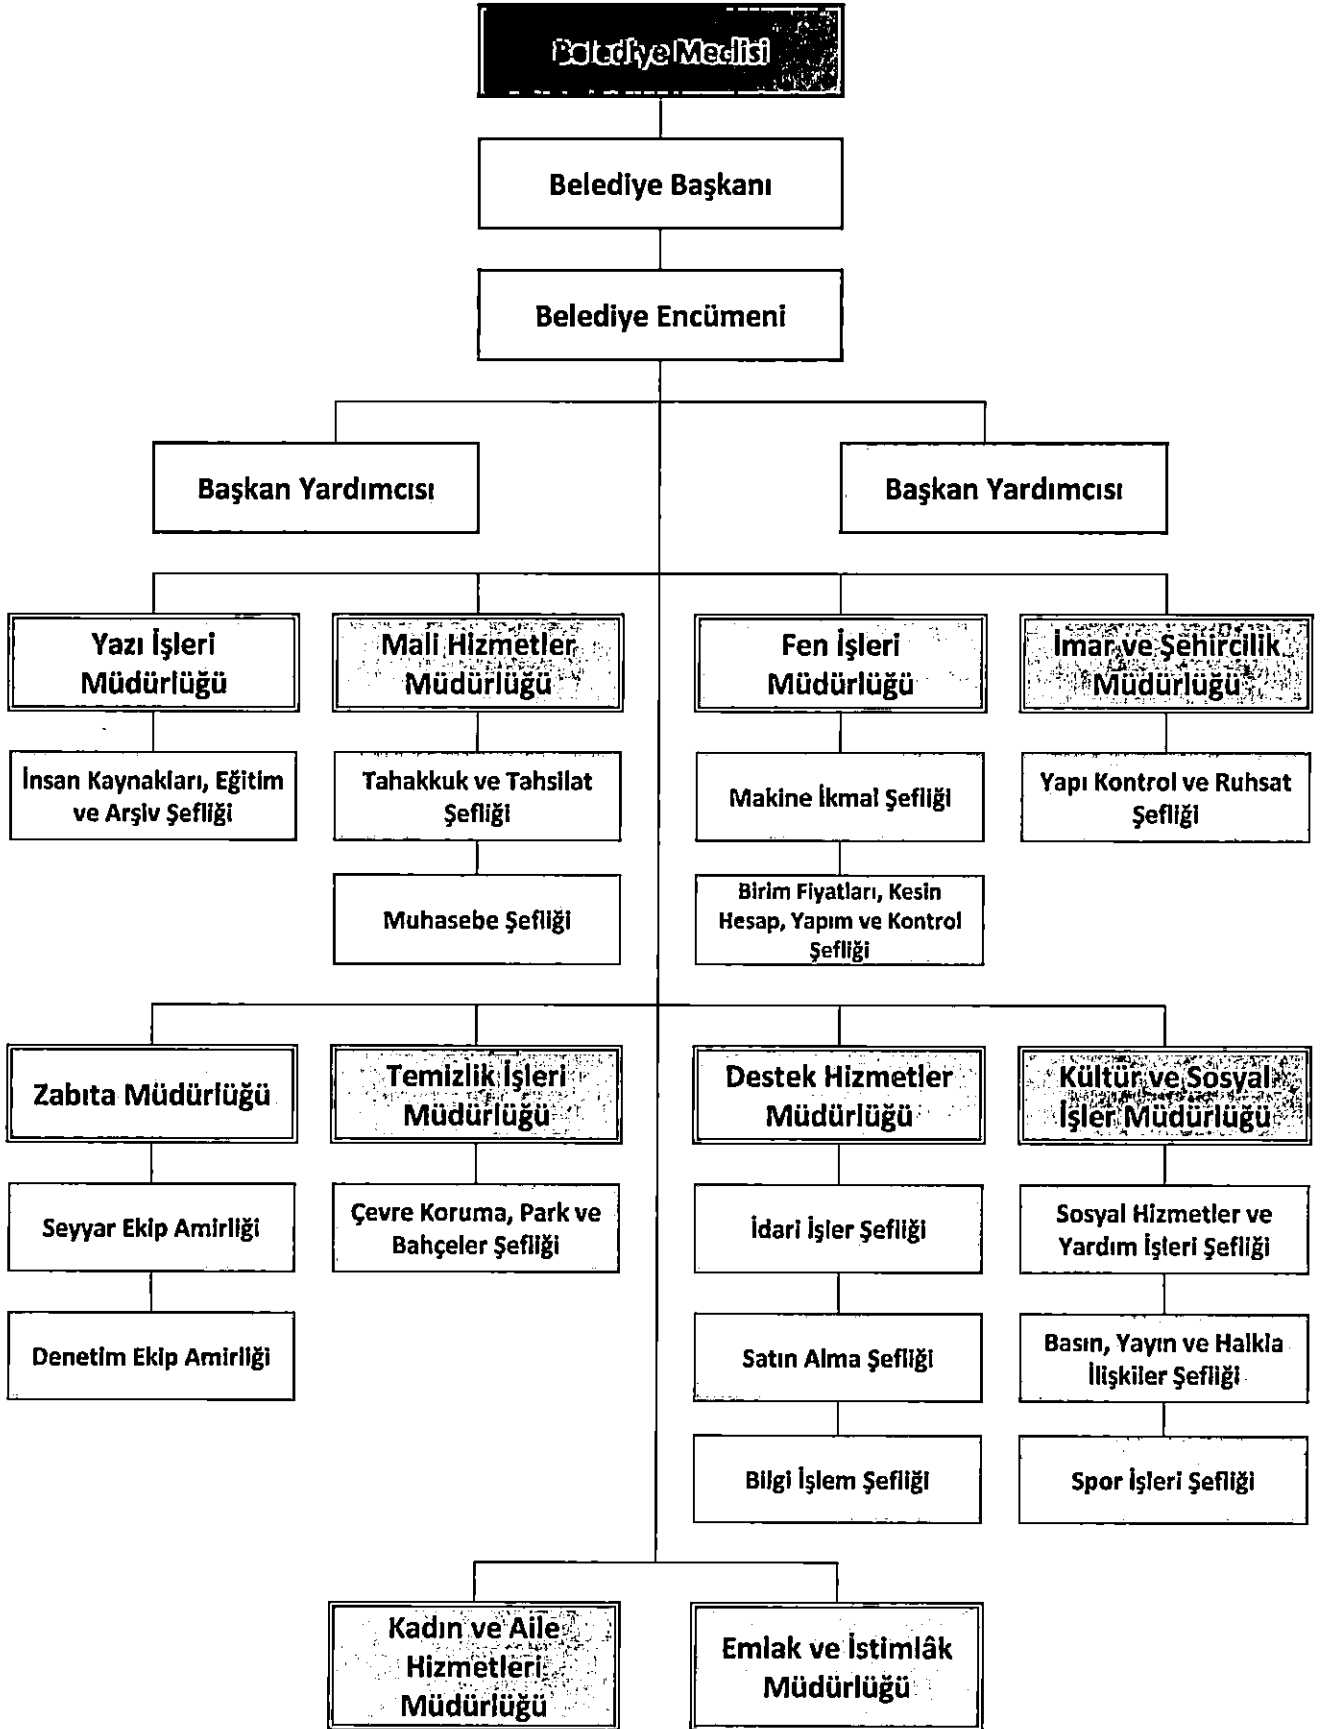 Belediye Meclisi
Belediye Başkanı
Belediye Encümeni
Başkan Yardımcısı
Başkan Yardımcısı
Yazı İşleri
Müdürlüğü
Mali Hizmetler
Müdürlüğü
Fen İşleri
Müdürlüğü
İmar ve Şehircilik
Müdürlüğü
İnsan Kaynakları, Eğitim
ve Arşiv Şefliği
Tahakkuk ve Tahsilat
Şefliği
Makine İkmal Şefliği
Yapı Kontrol ve Ruhsat
Şefliği
Muhasebe Şefliği
Birim Fiyatları, Kesin
Hesap, Yapım ve Kontrol
Şefliği
Zabıta Müdürlüğü
Temizlik İşleri
Müdürlüğü
Destek Hizmetler
Müdürlüğü
Kültür ve Sosyal
İşler Müdürlüğü
Seyyar Ekip Amirliği
Çevre Koruma, Park ve
Bahçeler Şefliği
İdari İşler Şefliği
Sosyal Hizmetler ve
Yardım İşleri Şefliği
Denetim Ekip Amirliği
Satın Alma Şefliği
Basın, Yayın ve Halkla
İlişkiler Şefliği
Bilgi İşlem Şefliği
Spor İşleri Şefliği
Kadın ve Aile
Hizmetleri
Müdürlüğü
Emlak ve İstimlâk
Müdürlüğü